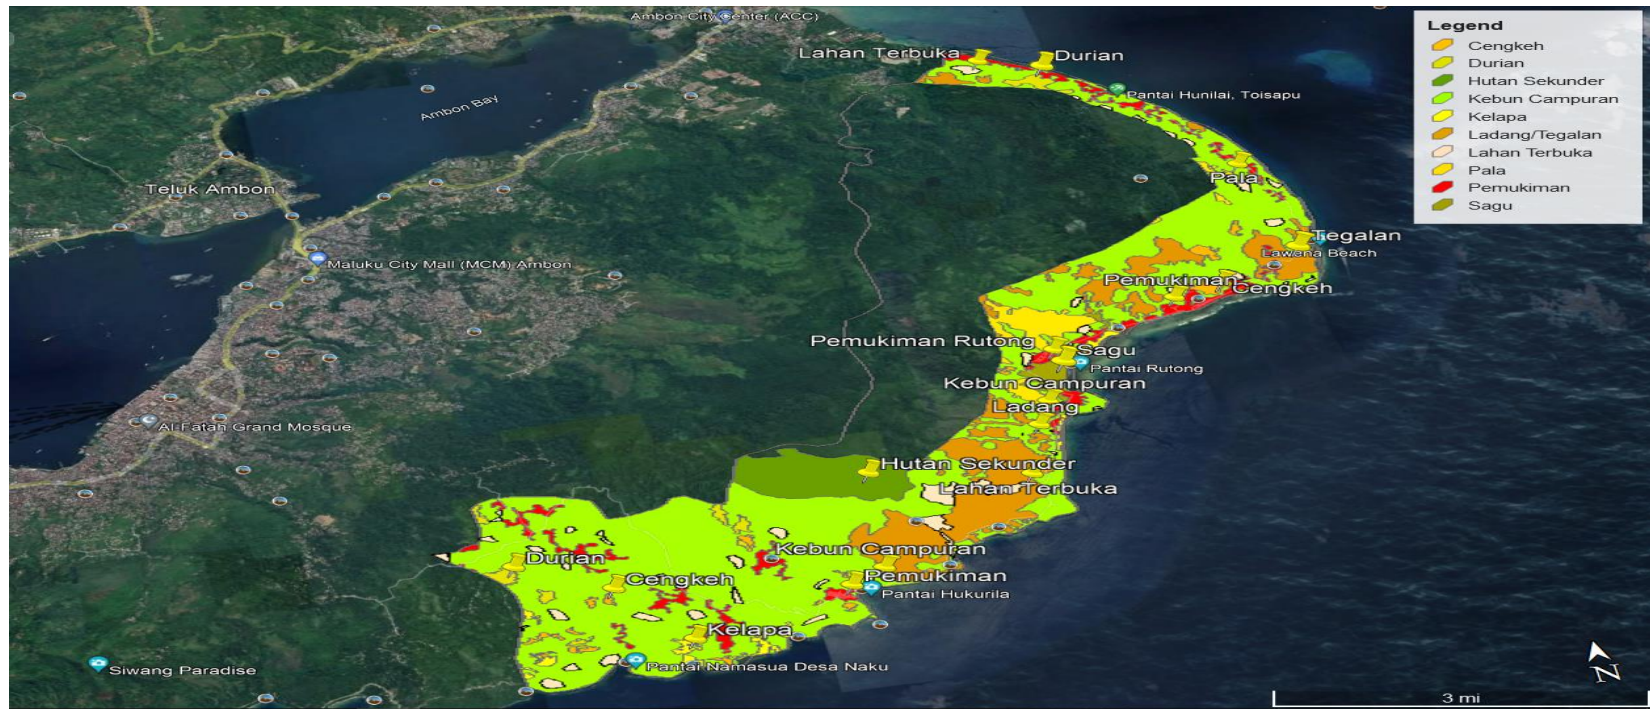 Ambon City Center (ACC)
Lahan Terbuka
Durian
Pantai Hunilai, Toisapu
Ambon Bay
Teluk Ambon
Pala
Tegalan
Lawena Beach
Maluku City Mall (MCM) Ambon
Pemukiman
Cengkeh
Pemukiman Rutong
Sagu
Pantai Rutong
Kebun Campuran
Ladang
Al-Fatah Grand Mosque
Hutan Sekunder
Lahan Terbuka
Durian
Kebun Campuran
Cengkeh
Pemukiman
Pantai Hukurila
Kelapa
Siwang Paradise
Pantai Namasua Desa Naku
Legend
Cengkeh
Durian
Hutan Sekunder
Kebun Campuran
Kelapa
Ladang/Tegalan
Lahan Terbuka
Pala
Pemukiman
Sagu
N
3 mi